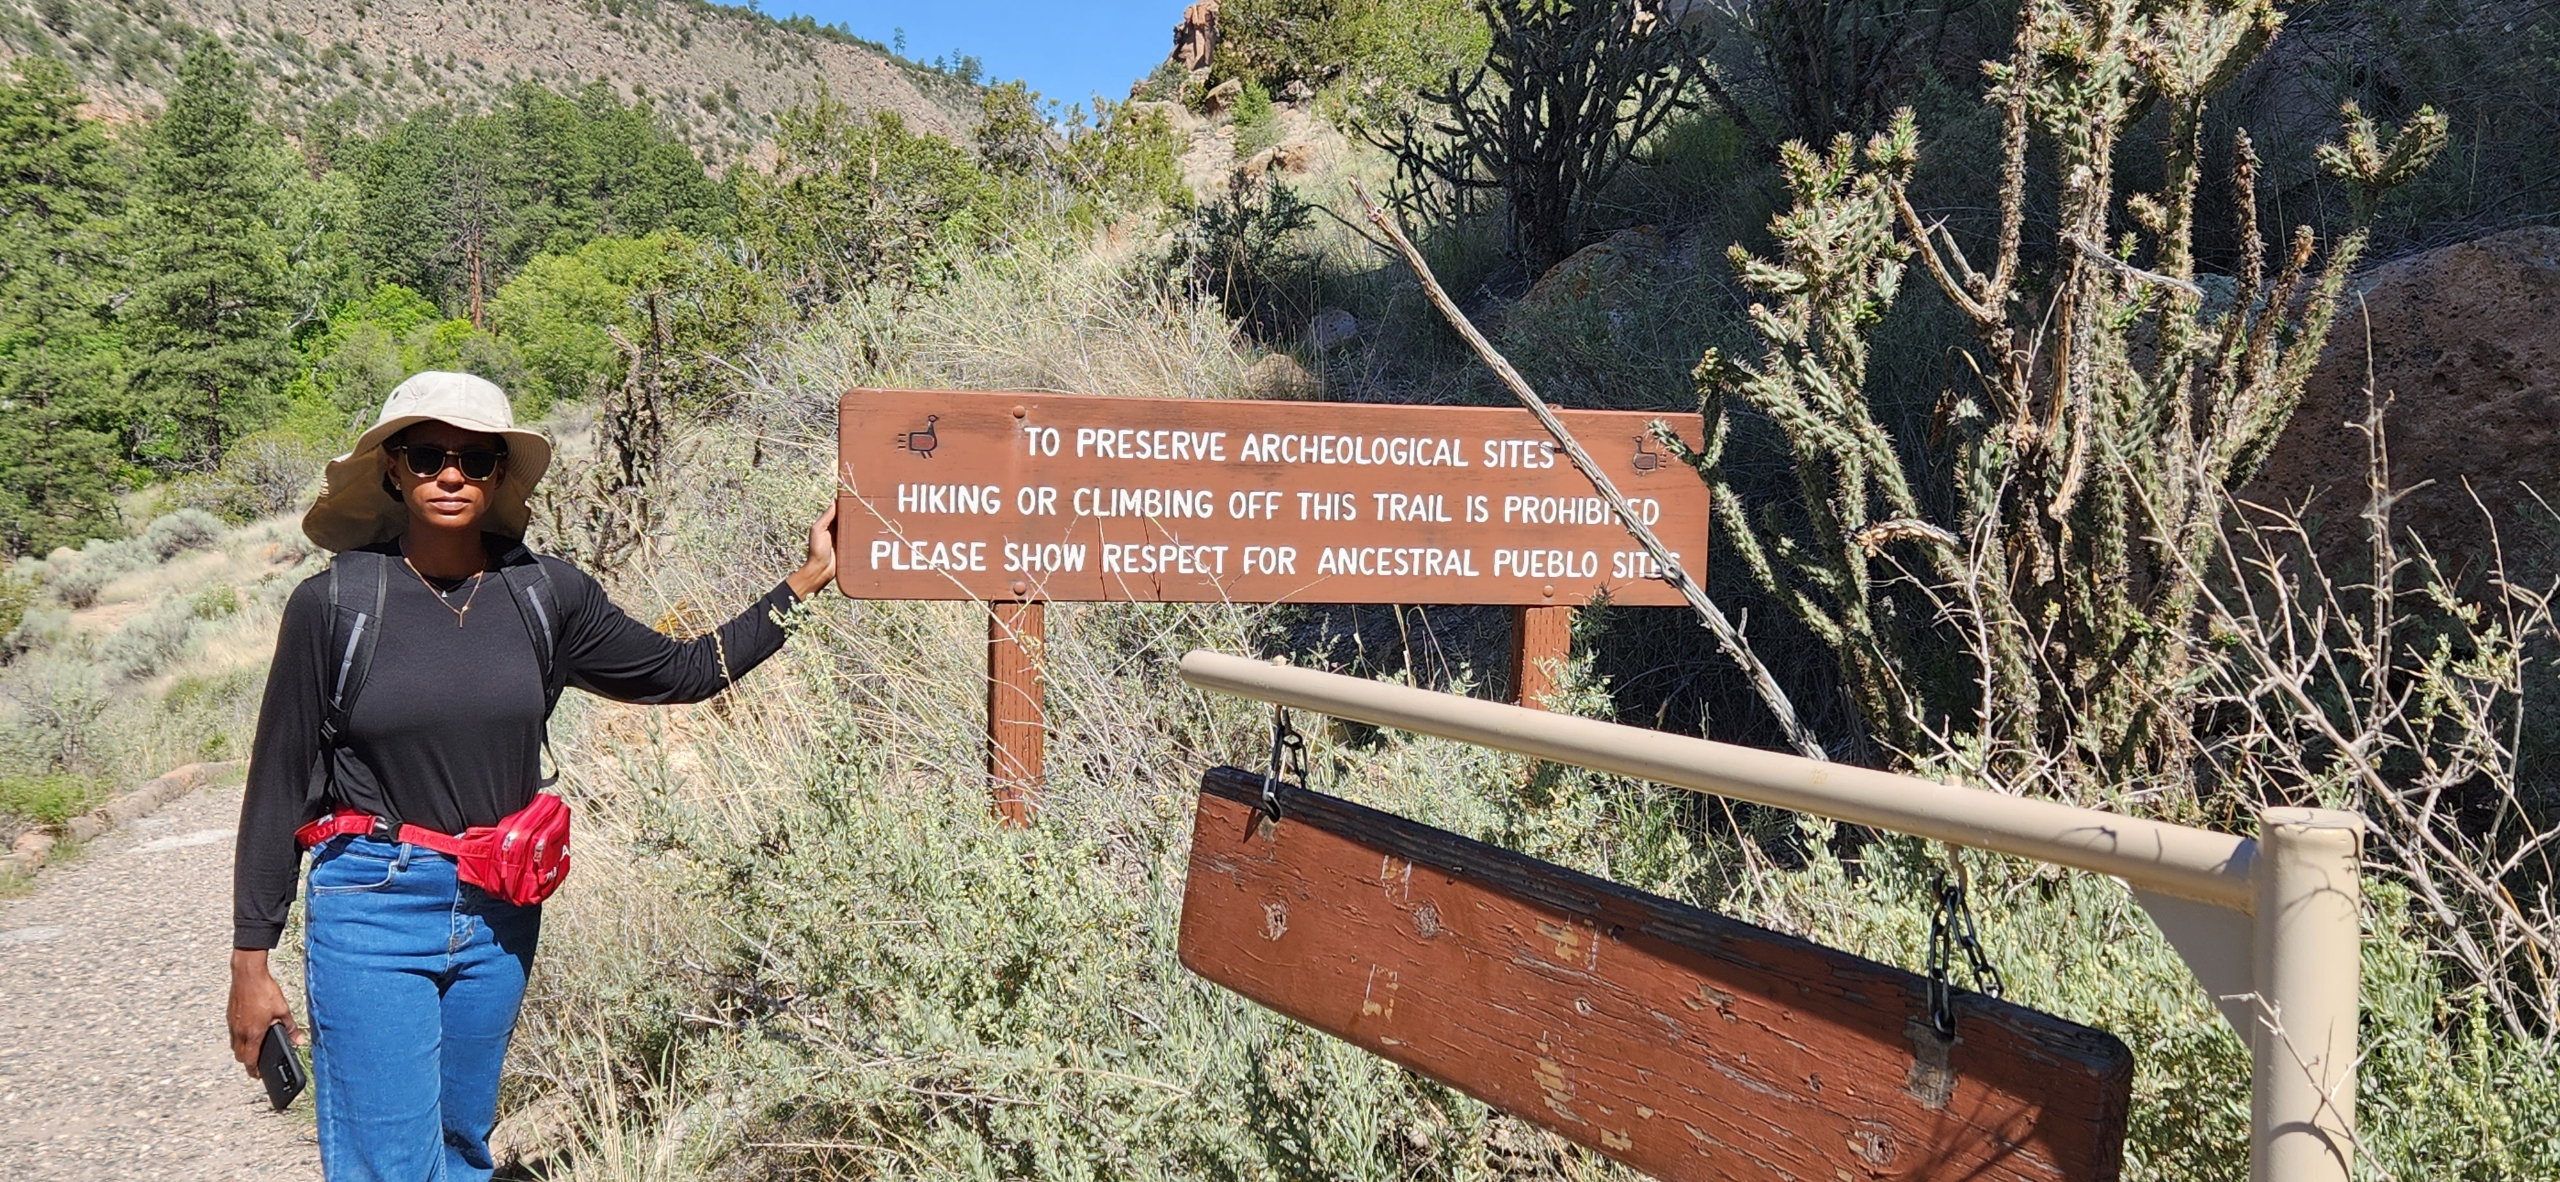 TO PRESERVE ARCHEOLOGICAL SITES
HIKING OR CLIMBING OFF THIS TRAIL IS PROHIBITED
PLEASE SHOW RESPECT FOR ANCESTRAL PUEBLO SITES